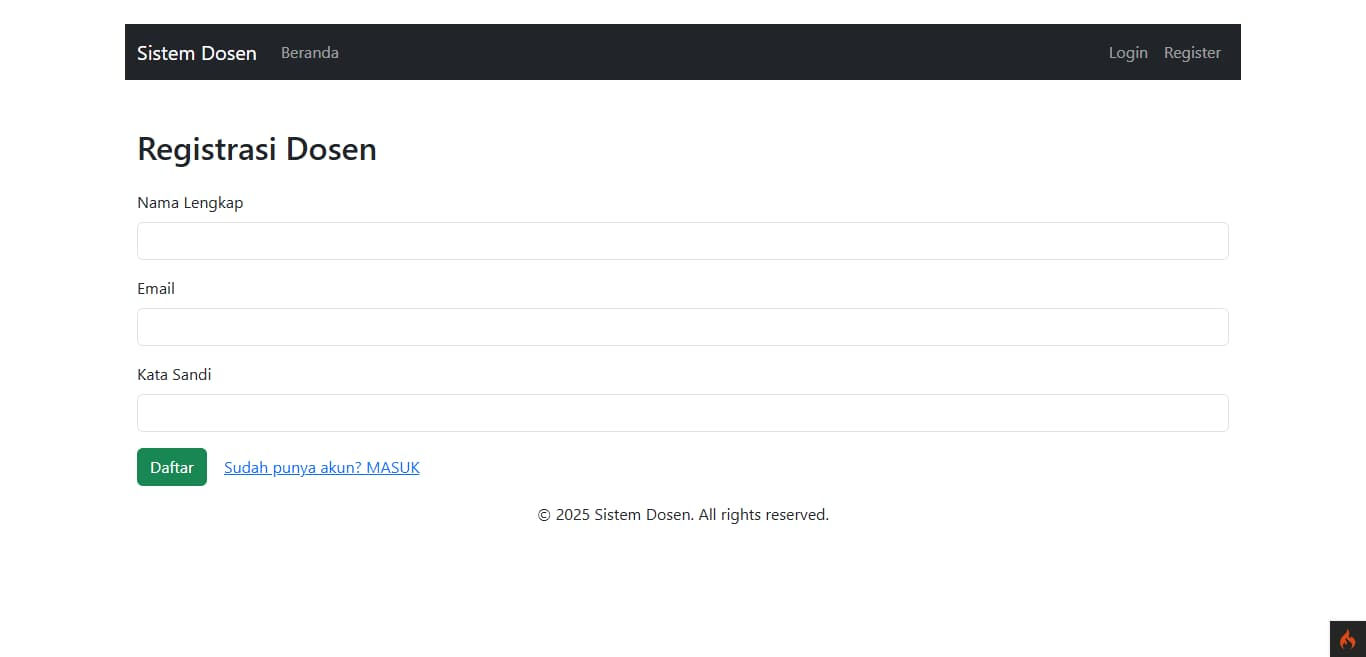 Sistem Dosen Beranda Login Register
Registrasi Dosen
Nama Lengkap
Email
Kata Sandi
Daftar Sudah punya akun? MASUK
© 2025 Sistem Dosen. All rights reserved.